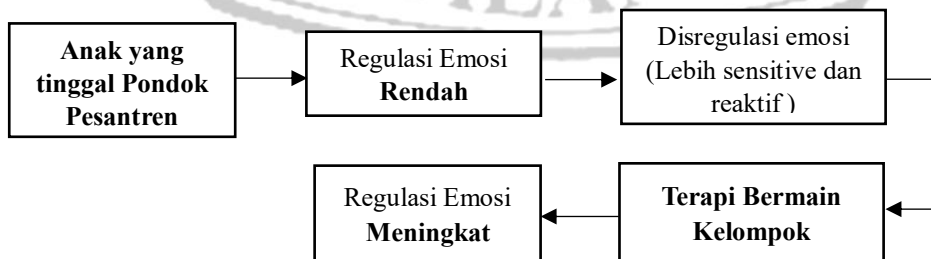 Anak yang
tinggal Pondok
Pesantren
Regulasi Emosi
Rendah
Disregulasi emosi
(Lebih sensitive dan
reaktif )
Terapi Bermain
Kelompok
Regulasi Emosi
Meningkat